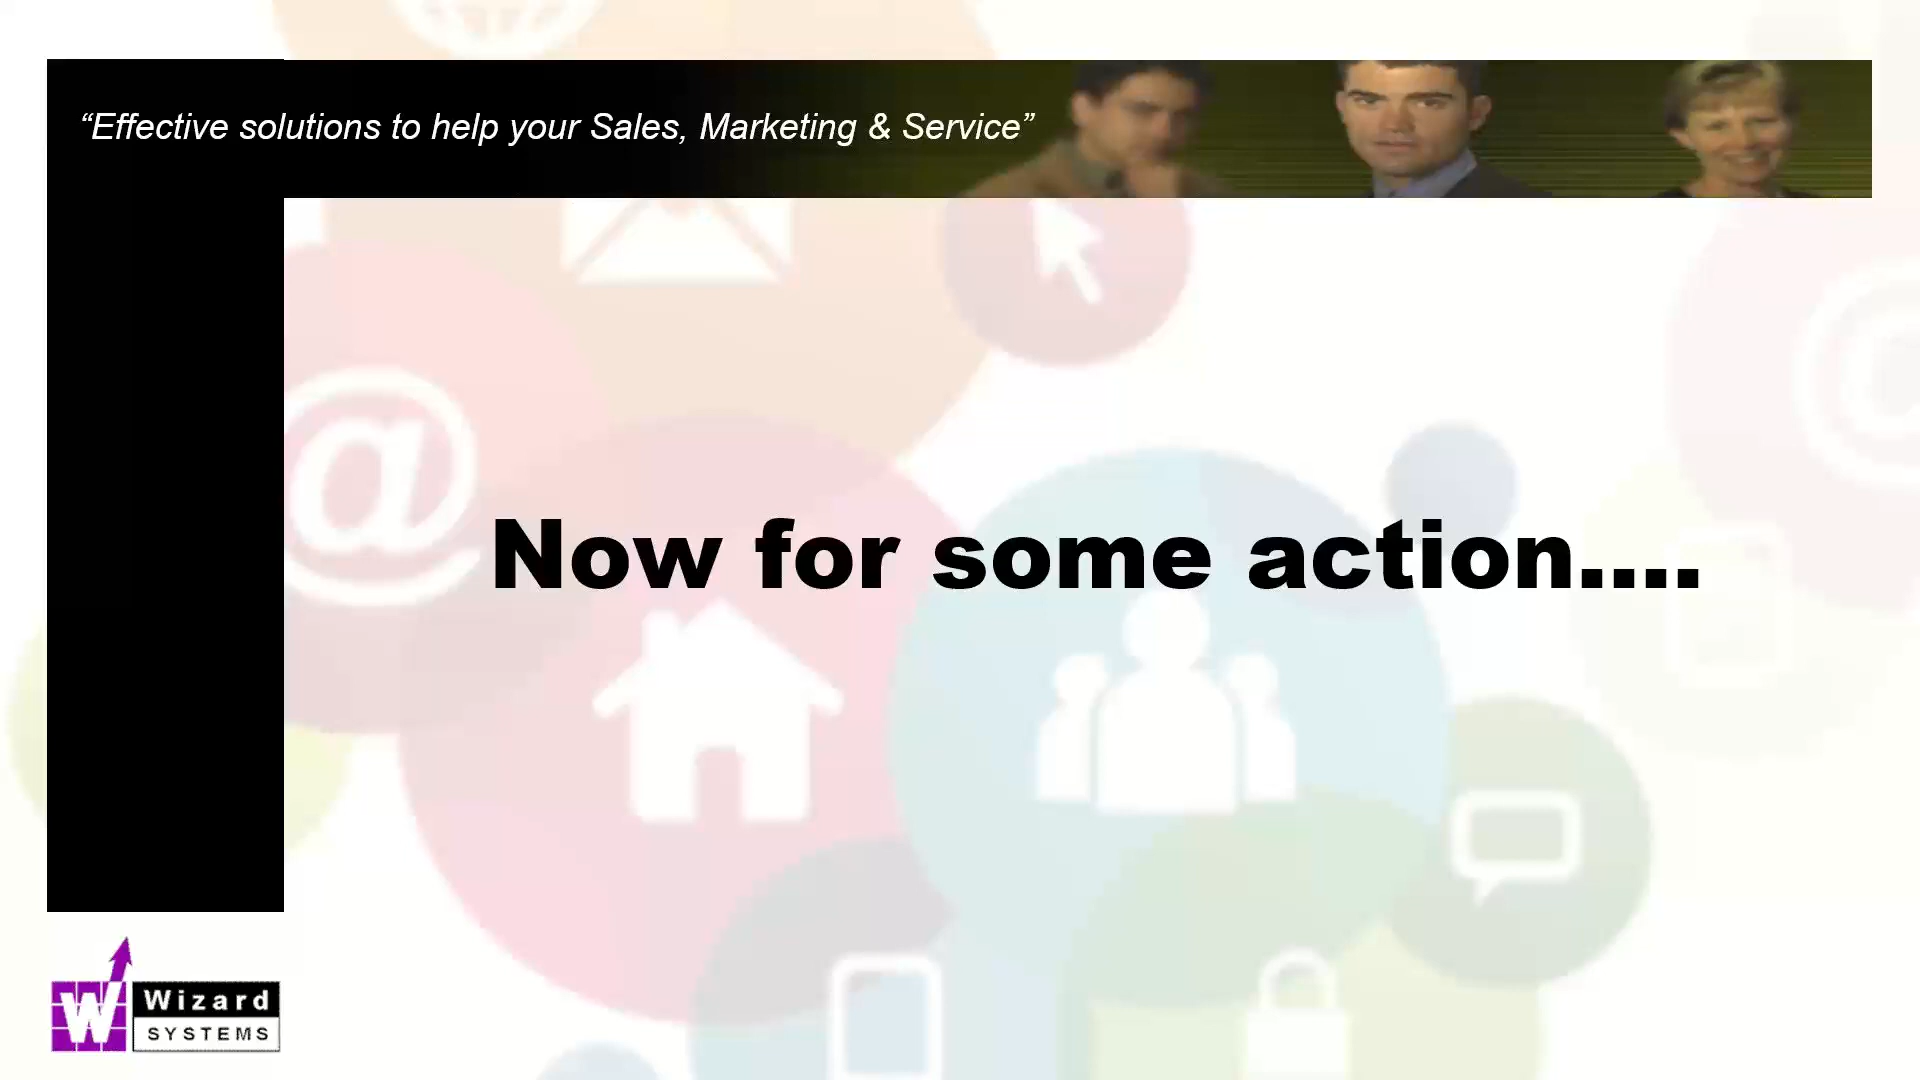 “Effective solutions to help your Sales, Marketing & Service”
@
Now for some action....
W
Wizard
SYSTEMS